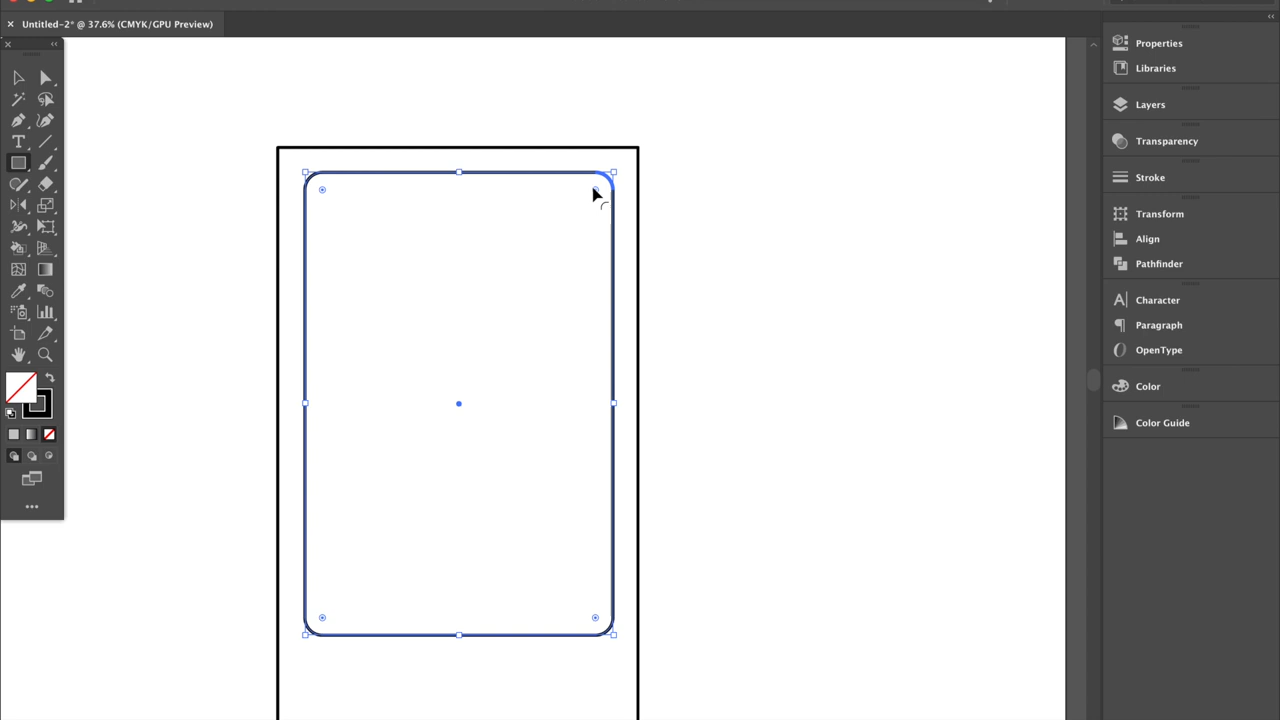 Untitled-2* @ 37.6% (CMYK/GPU Preview)
Properties
Libraries
Layers
Transparency
Stroke
Transform
Align
Pathfinder
Character
Paragraph
OpenType
Color
Color Guide